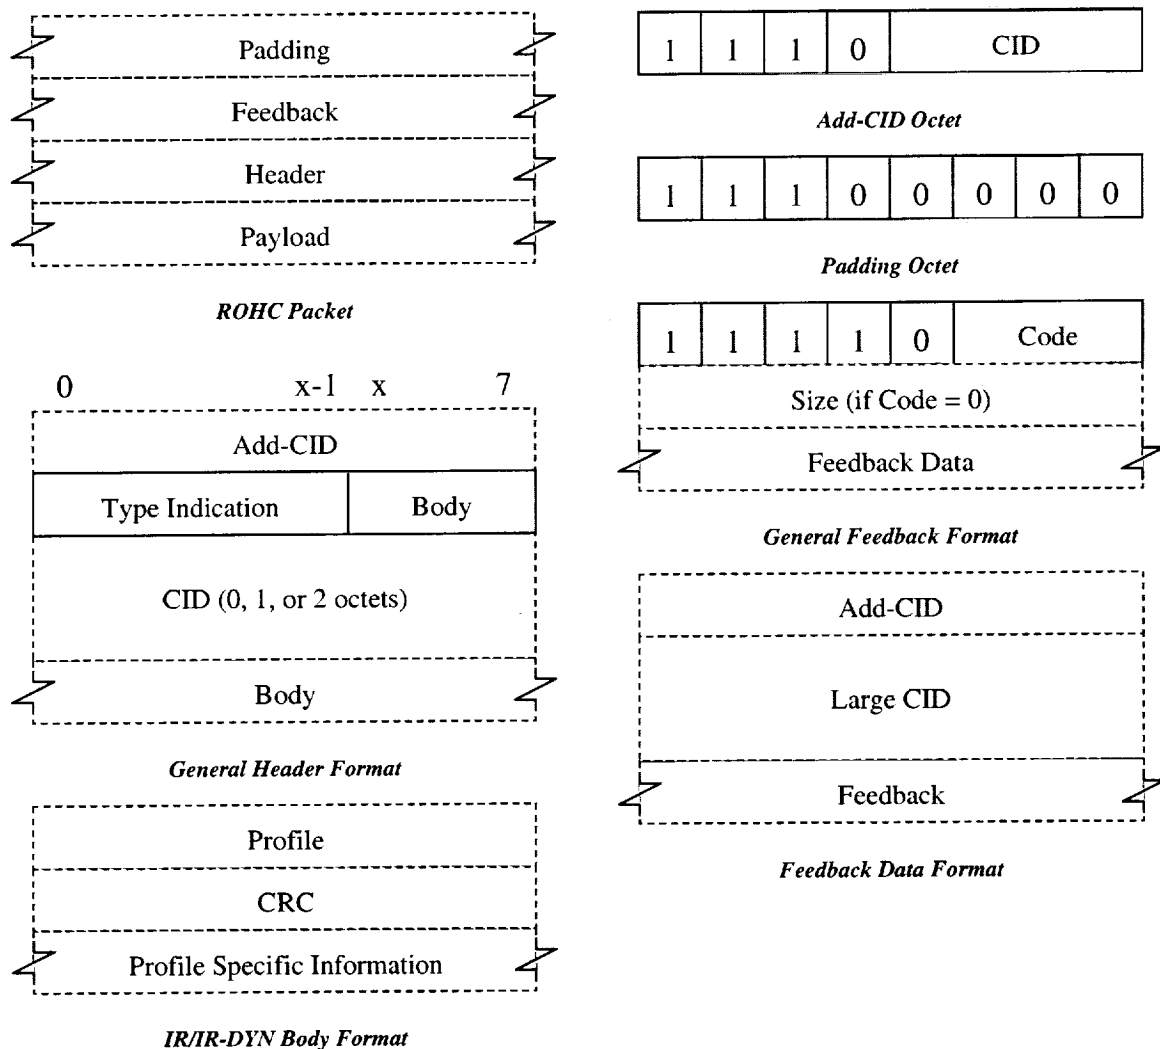 Padding
Feedback
Header
Payload
ROHC Packet
0 x-1 x 7
Add-CID
Type Indication Body
CID (0, 1, or 2 octets)
Body
General Header Format
Profile
CRC
Profile Specific Information
IR/IR-DYN Body Format
1 1 1 0 CID
Add-CID Octet
1 1 1 0 0 0 0 0
Padding Octet
1 1 1 1 0 Code
Size (if Code = 0)
Feedback Data
General Feedback Format
Add-CID
Large CID
Feedback
Feedback Data Format